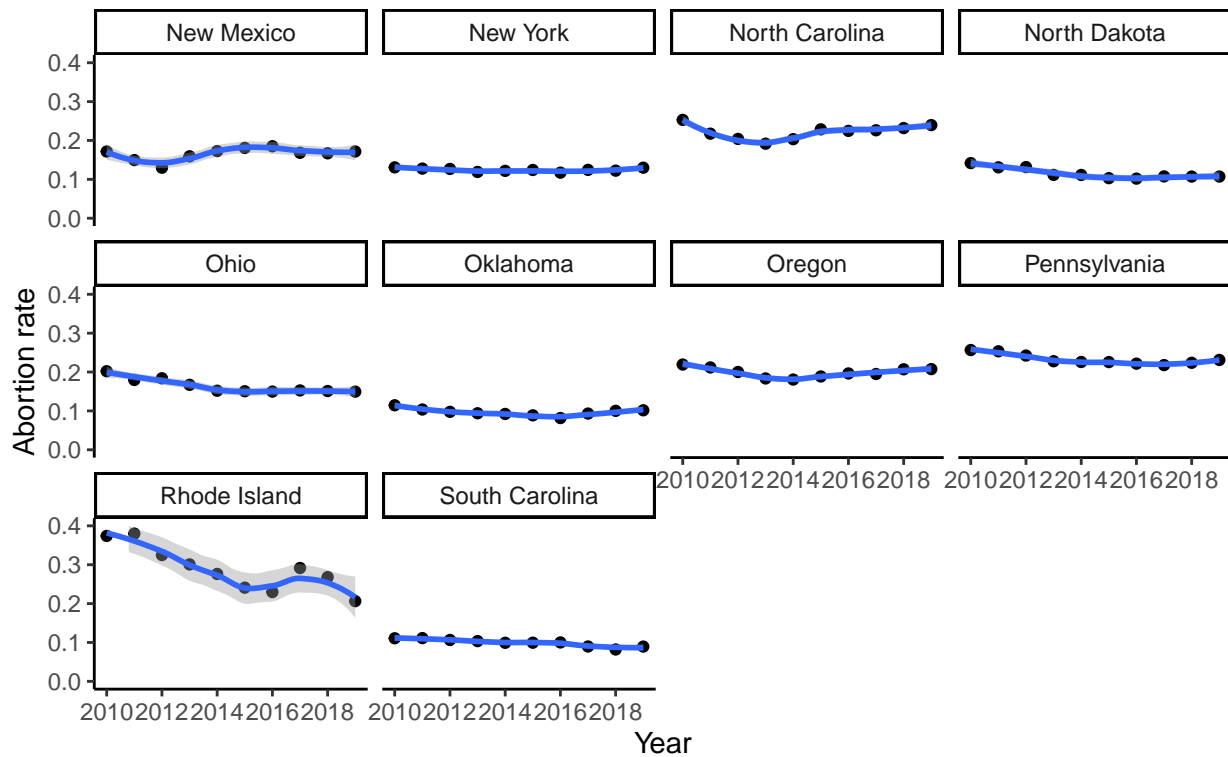 New Mexico New York North Carolina North Dakota
0.4
0.3
0.2
0.1
0.0
Ohio Oklahoma Oregon Pennsylvania
0.4
0.3
0.2
0.1
0.0
2010 2012 2014 2016 2018 2010 2012 2014 2016 2018
Rhode Island South Carolina
0.4
0.3
0.2
0.1
0.0
2010 2012 2014 2016 2018 2010 2012 2014 2016 2018
Abortion rate
Year